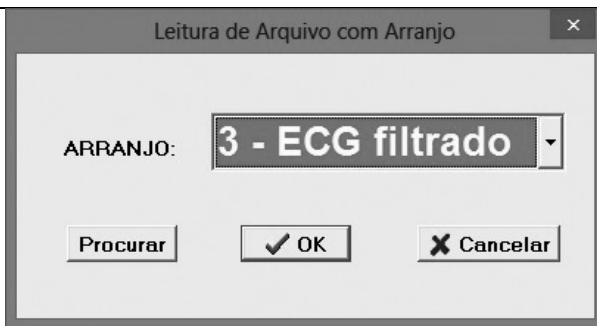 Leitura de Arquivo com Arranjo
ARRANJO: 3 - ECG filtrado
Procurar OK Cancelar